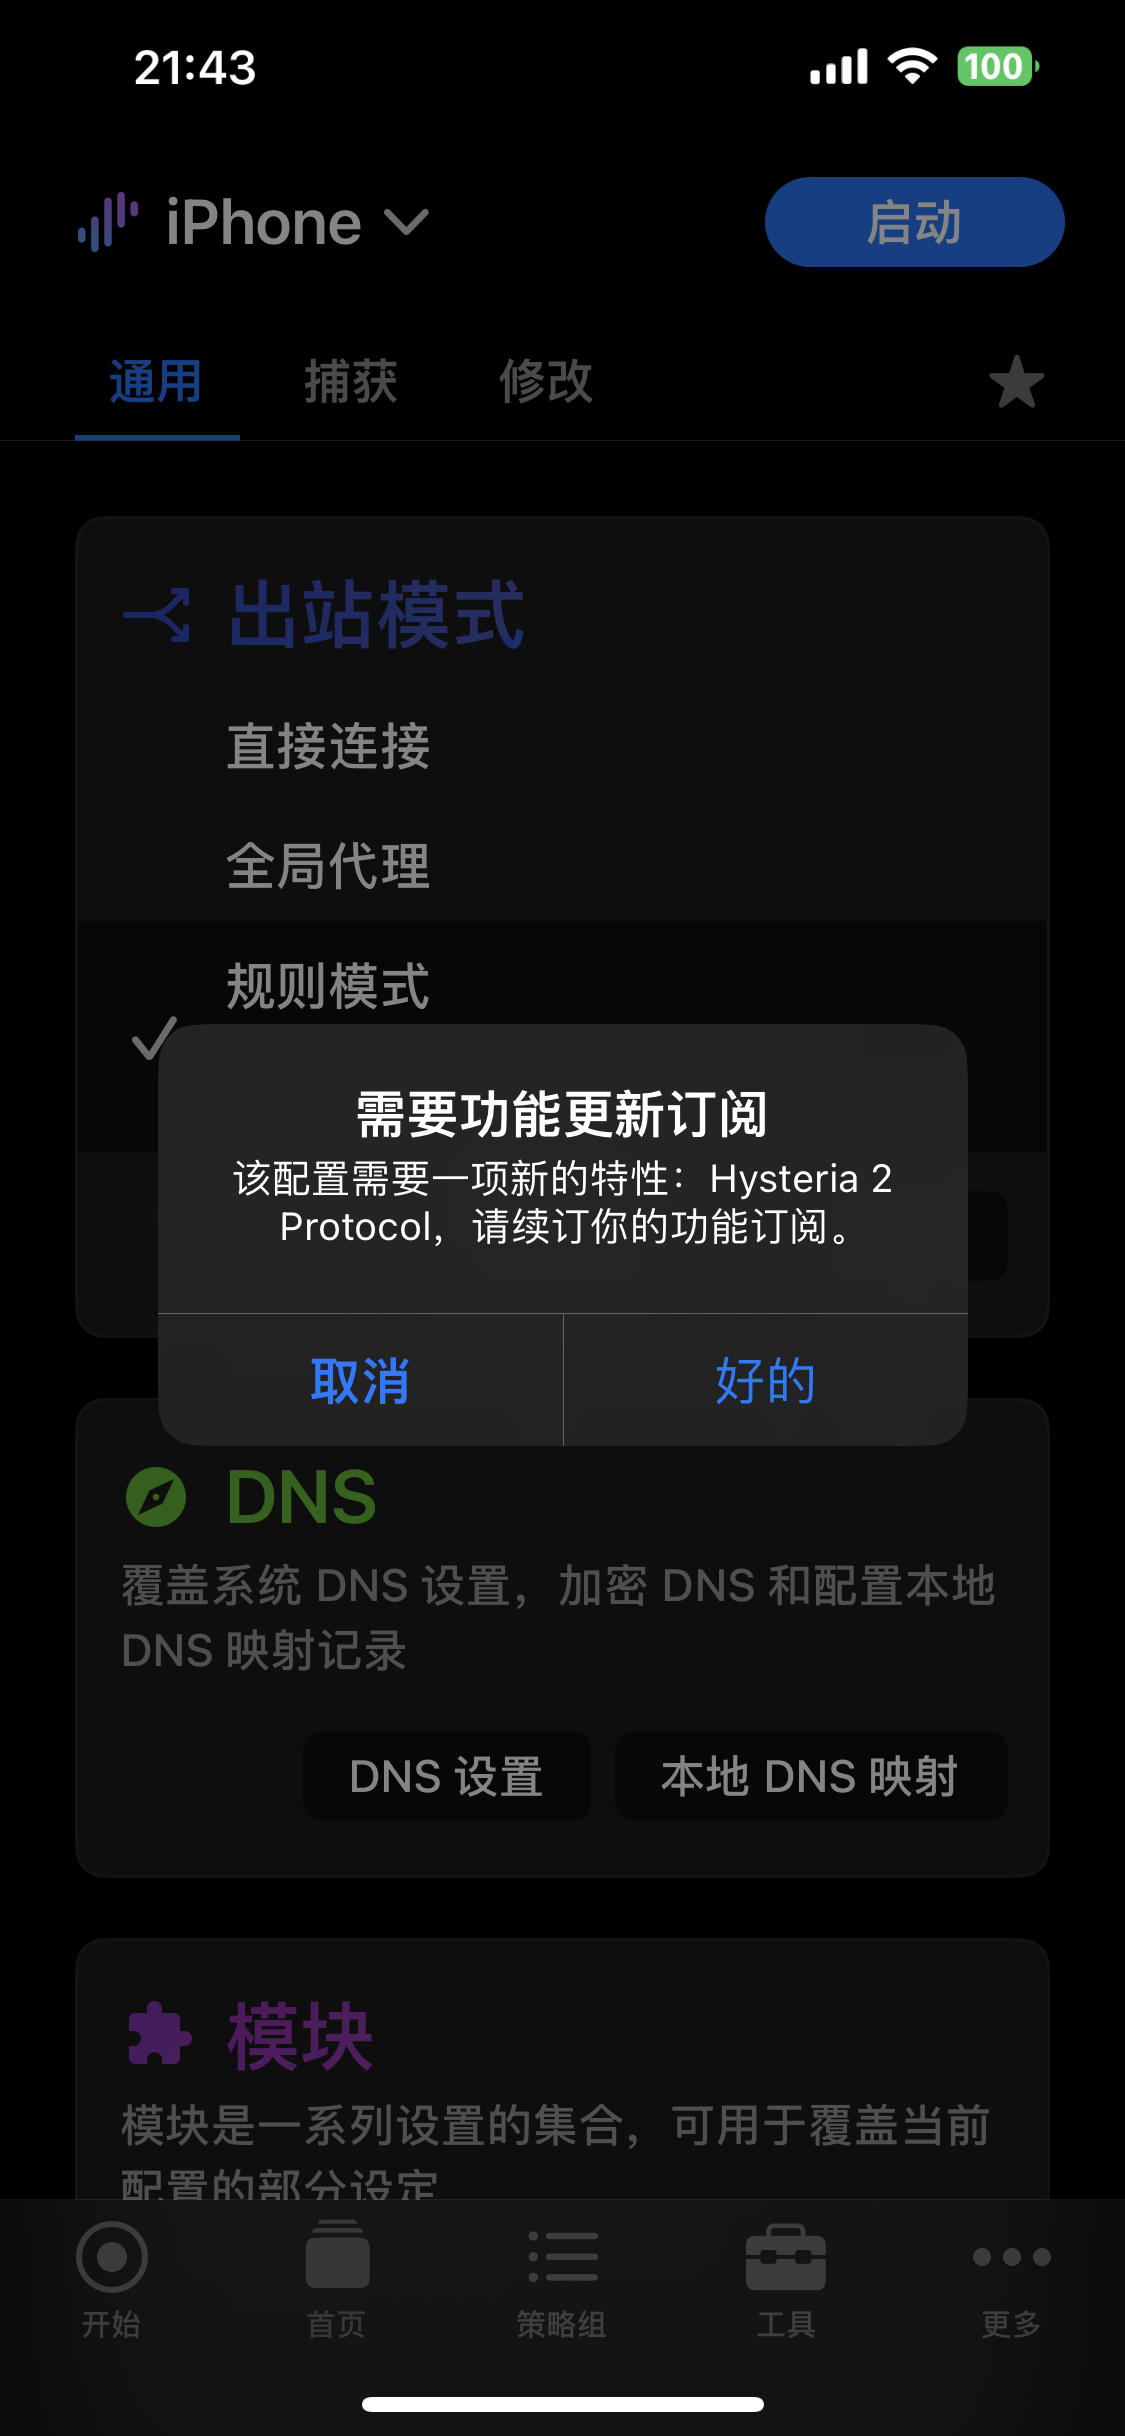 21:43
100
iPhone
启动
通用
捕获
修改
出站模式
直接连接
全局代理
规则模式
需要功能更新订阅
该配置需要一项新的特性：Hysteria 2
Protocol，请续订你的功能订阅。
取消
好的
DNS
覆盖系统 DNS 设置，加密 DNS 和配置本地
DNS 映射记录
DNS 设置
本地 DNS 映射
模块
模块是一系列设置的集合，可用于覆盖当前
配置的部分设定
开始
首页
策略组
工具
更多